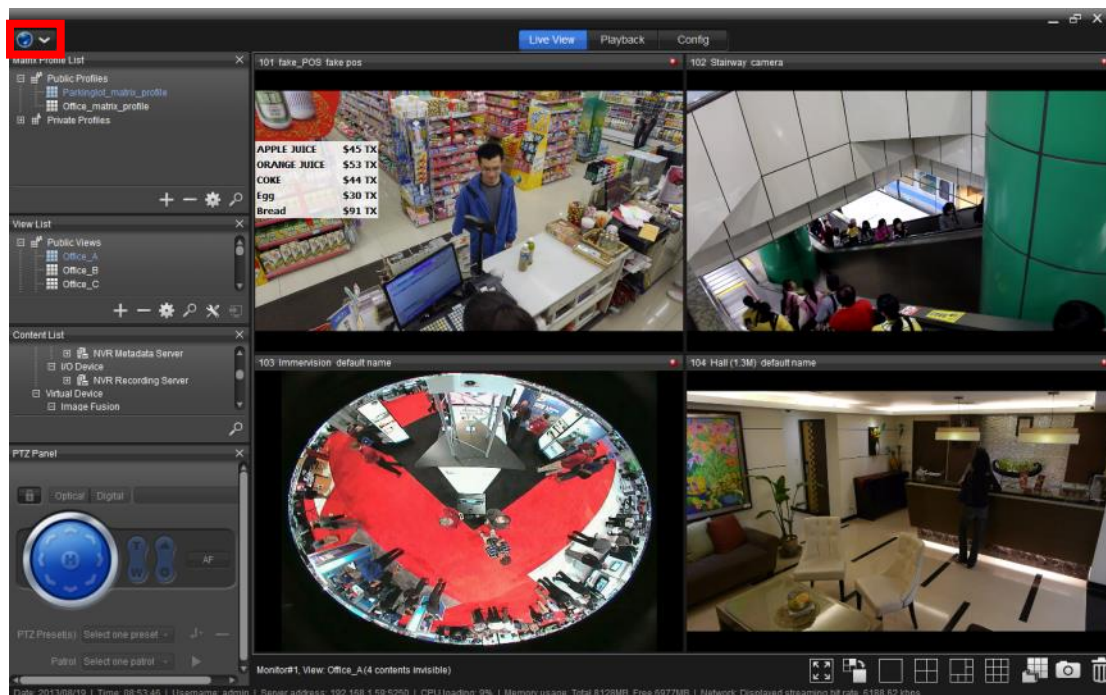 Live View Playback Config
Matrix Profile List
Public Profiles
Parkinglot_matrix_profile
Office_matrix_profile
Private Profiles
View List
Public Views
Office_A
Office_B
Office_C
Content List
NVR Metadata Server
I/O Device
NVR Recording Server
Virtual Device
Image Fusion
PTZ Panel
Optical Digital
T
W
AF
PTZ Preset(s) Select one preset
Patrol Select one patrol
101 fake_POS fake pos
APPLE JUICE $45 TX
ORANGE JUICE $53 TX
COKE $44 TX
Egg $30 TX
Bread $91 TX
102 Stairway camera
103 Immervision default name
104 Hall (1.3M) default name
Monitor#1, View: Office_A (4 contents invisible)
Date: 2013/08/19 | Time: 08:53:46 | Username: admin | Server address: 192.168.1.59:5250 | CPU loading: 9% | Memory usage: Total 8128MB, Free 6977MB | Network: Displayed streaming bit rate: 6188.62 kbps